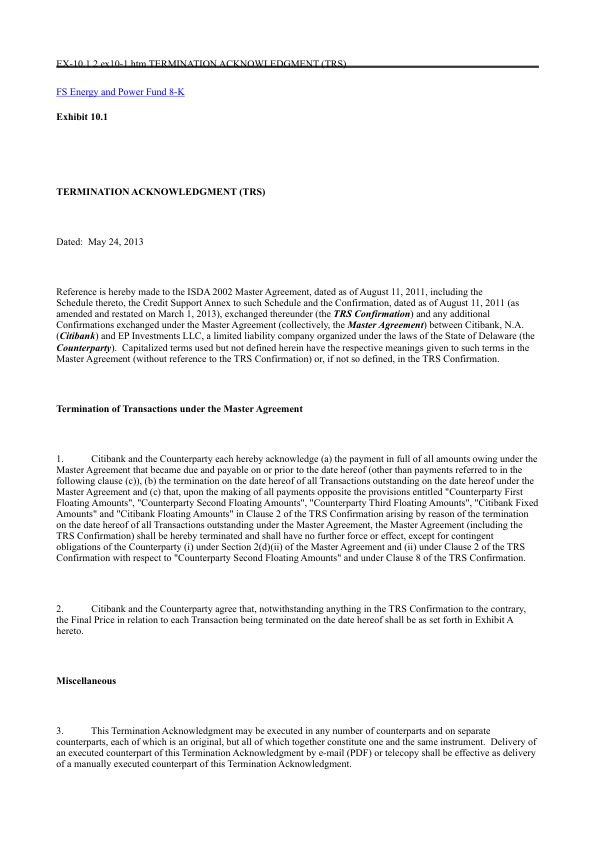 EX-10.1 2 ex10-1.htm TERMINATION ACKNOWLEDGMENT (TRS)
FS Energy and Power Fund 8-K
Exhibit 10.1
TERMINATION ACKNOWLEDGMENT (TRS)
Dated:  May 24, 2013
Reference is hereby made to the ISDA 2002 Master Agreement, dated as of August 11, 2011, including the
Schedule thereto, the Credit Support Annex to such Schedule and the Confirmation, dated as of August 11, 2011 (as
amended and restated on March 1, 2013), exchanged thereunder (the TRS Confirmation) and any additional
Confirmations exchanged under the Master Agreement (collectively, the Master Agreement) between Citibank, N.A.
(Citibank) and EP Investments LLC, a limited liability company organized under the laws of the State of Delaware (the
Counterparty).  Capitalized terms used but not defined herein have the respective meanings given to such terms in the
Master Agreement (without reference to the TRS Confirmation) or, if not so defined, in the TRS Confirmation.
Termination of Transactions under the Master Agreement
1. Citibank and the Counterparty each hereby acknowledge (a) the payment in full of all amounts owing under the
Master Agreement that became due and payable on or prior to the date hereof (other than payments referred to in the
following clause (c)), (b) the termination on the date hereof of all Transactions outstanding on the date hereof under the
Master Agreement and (c) that, upon the making of all payments opposite the provisions entitled "Counterparty First
Floating Amounts", "Counterparty Second Floating Amounts", "Counterparty Third Floating Amounts", "Citibank Fixed
Amounts" and "Citibank Floating Amounts" in Clause 2 of the TRS Confirmation arising by reason of the termination
on the date hereof of all Transactions outstanding under the Master Agreement, the Master Agreement (including the
TRS Confirmation) shall be hereby terminated and shall have no further force or effect, except for contingent
obligations of the Counterparty (i) under Section 2(d)(ii) of the Master Agreement and (ii) under Clause 2 of the TRS
Confirmation with respect to "Counterparty Second Floating Amounts" and under Clause 8 of the TRS Confirmation.
2. Citibank and the Counterparty agree that, notwithstanding anything in the TRS Confirmation to the contrary,
the Final Price in relation to each Transaction being terminated on the date hereof shall be as set forth in Exhibit A
hereto.
Miscellaneous
3. This Termination Acknowledgment may be executed in any number of counterparts and on separate
counterparts, each of which is an original, but all of which together constitute one and the same instrument.  Delivery of
an executed counterpart of this Termination Acknowledgment by e-mail (PDF) or telecopy shall be effective as delivery
of a manually executed counterpart of this Termination Acknowledgment.